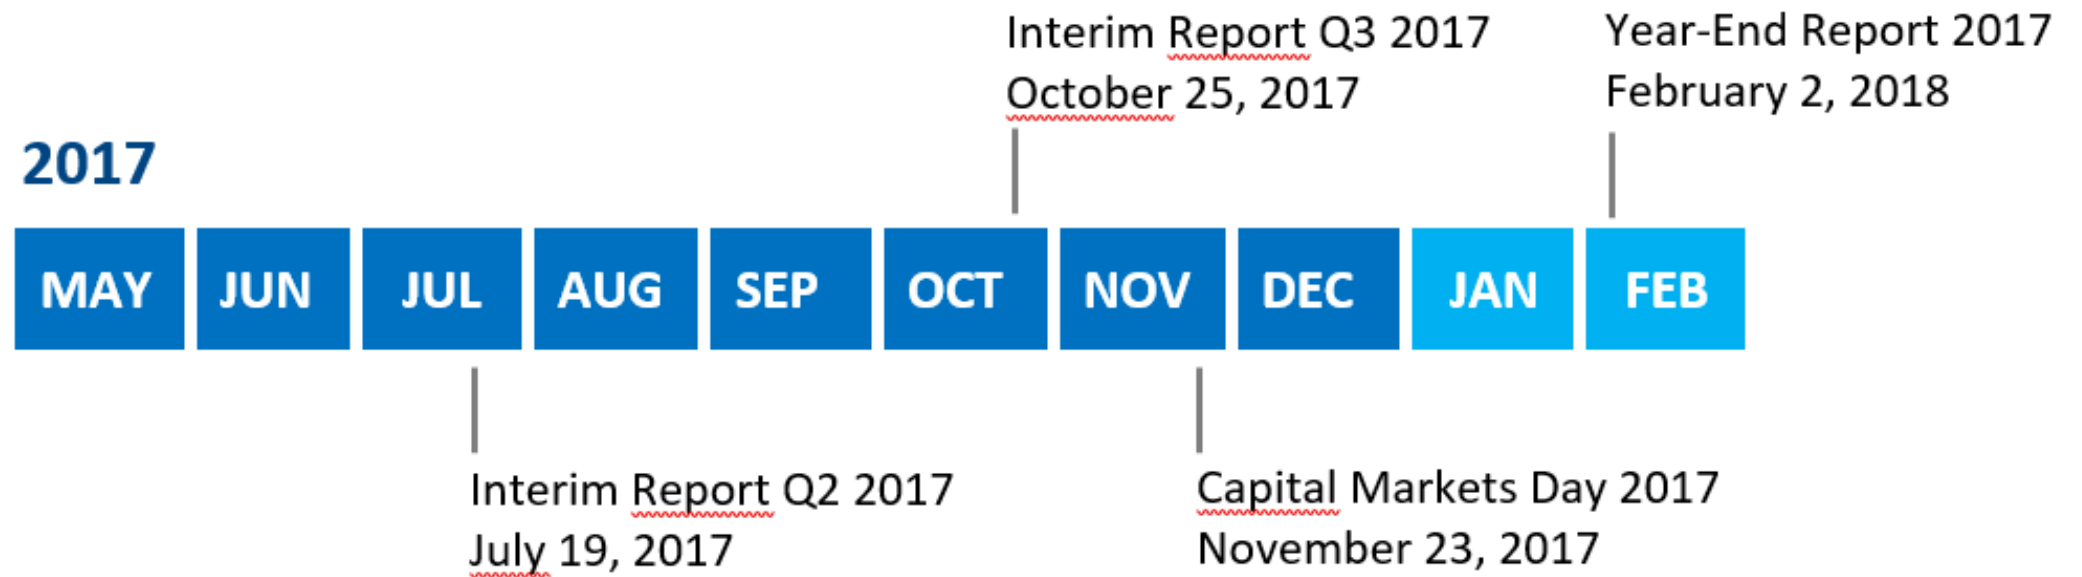 Interim Report Q3 2017
October 25, 2017
Year-End Report 2017
February 2, 2018
2017
MAY JUN JUL AUG SEP OCT NOV DEC JAN FEB
Interim Report Q2 2017
July 19, 2017
Capital Markets Day 2017
November 23, 2017